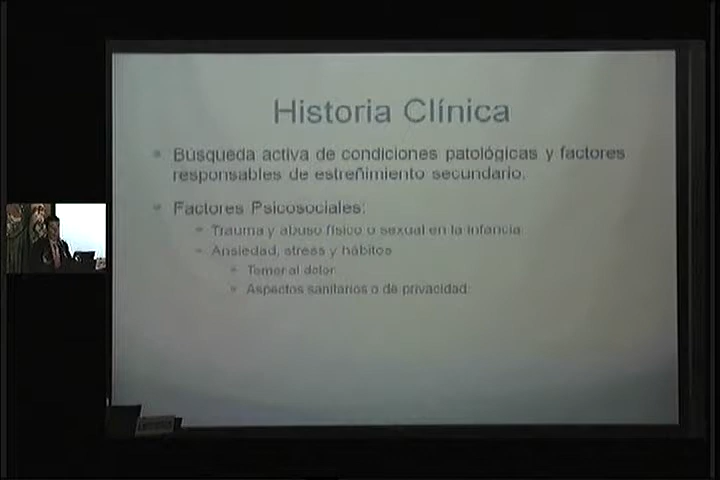 Historia Clínica
Búsqueda activa de condiciones patológicas y factores
responsables de estreñimiento secundario.
Factores Psicosociales:
Trauma y abuso físico o sexual en la infancia
Ansiedad, stress y hábitos
Temor al dolor
Aspectos sanitarios o de privacidad